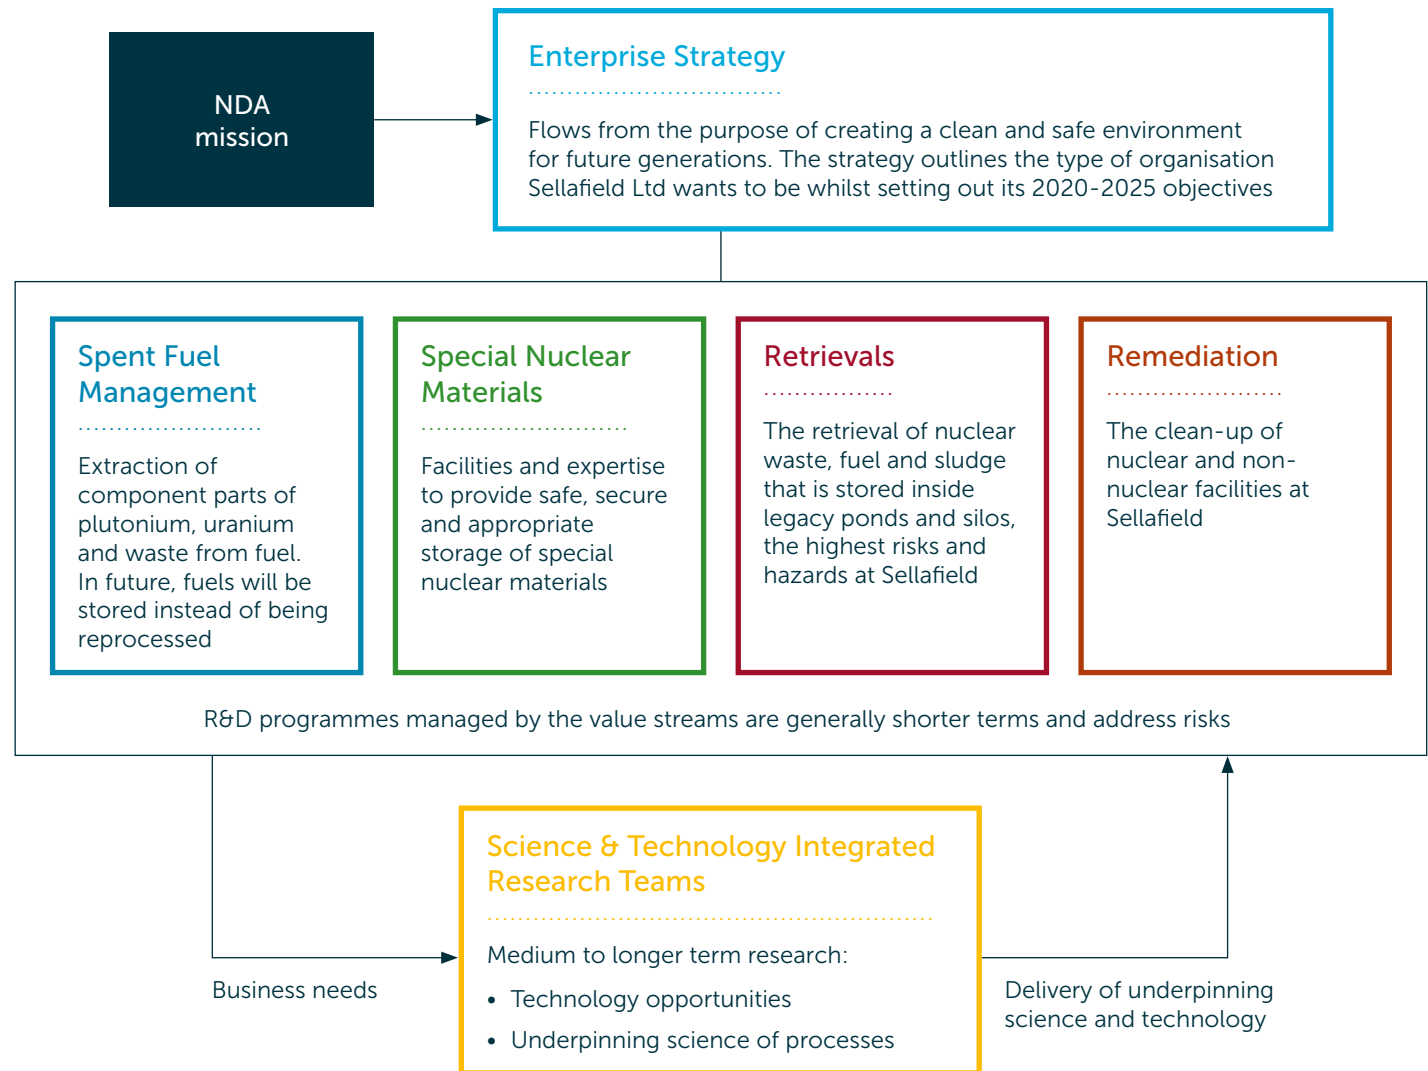 NDA
mission
Enterprise Strategy
Flows from the purpose of creating a clean and safe environment
for future generations. The strategy outlines the type of organisation
Sellafield Ltd wants to be whilst setting out its 2020-2025 objectives
Spent Fuel
Management
Extraction of
component parts of
plutonium, uranium
and waste from fuel.
In future, fuels will be
stored instead of being
reprocessed
Special Nuclear
Materials
Facilities and expertise
to provide safe, secure
and appropriate
storage of special
nuclear materials
Retrievals
The retrieval of nuclear
waste, fuel and sludge
that is stored inside
legacy ponds and silos,
the highest risks and
hazards at Sellafield
Remediation
The clean-up of
nuclear and non-
nuclear facilities at
Sellafield
R&D programmes managed by the value streams are generally shorter terms and address risks
Business needs
Science & Technology Integrated
Research Teams
Medium to longer term research:
• Technology opportunities
• Underpinning science of processes
Delivery of underpinning
science and technology